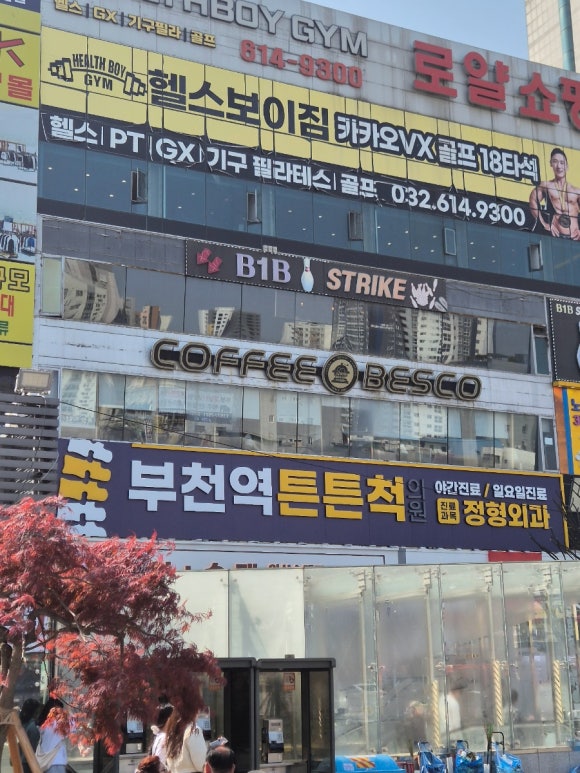 HEALTHBOY GYM
헬스 | GX | 기구필라 | 골프
614-9300
로얄쇼핑
HEALTH BOY
GYM
헬스보이짐 카카오VX 골프 18타석
헬스 | PT | GX | 기구 필라테스 | 골프 032.614.9300
B1B STRIKE
B1B S
COFFEE BESCO
부천역튼튼척의원
야간진료 / 일요일진료
진료과목 정형외과